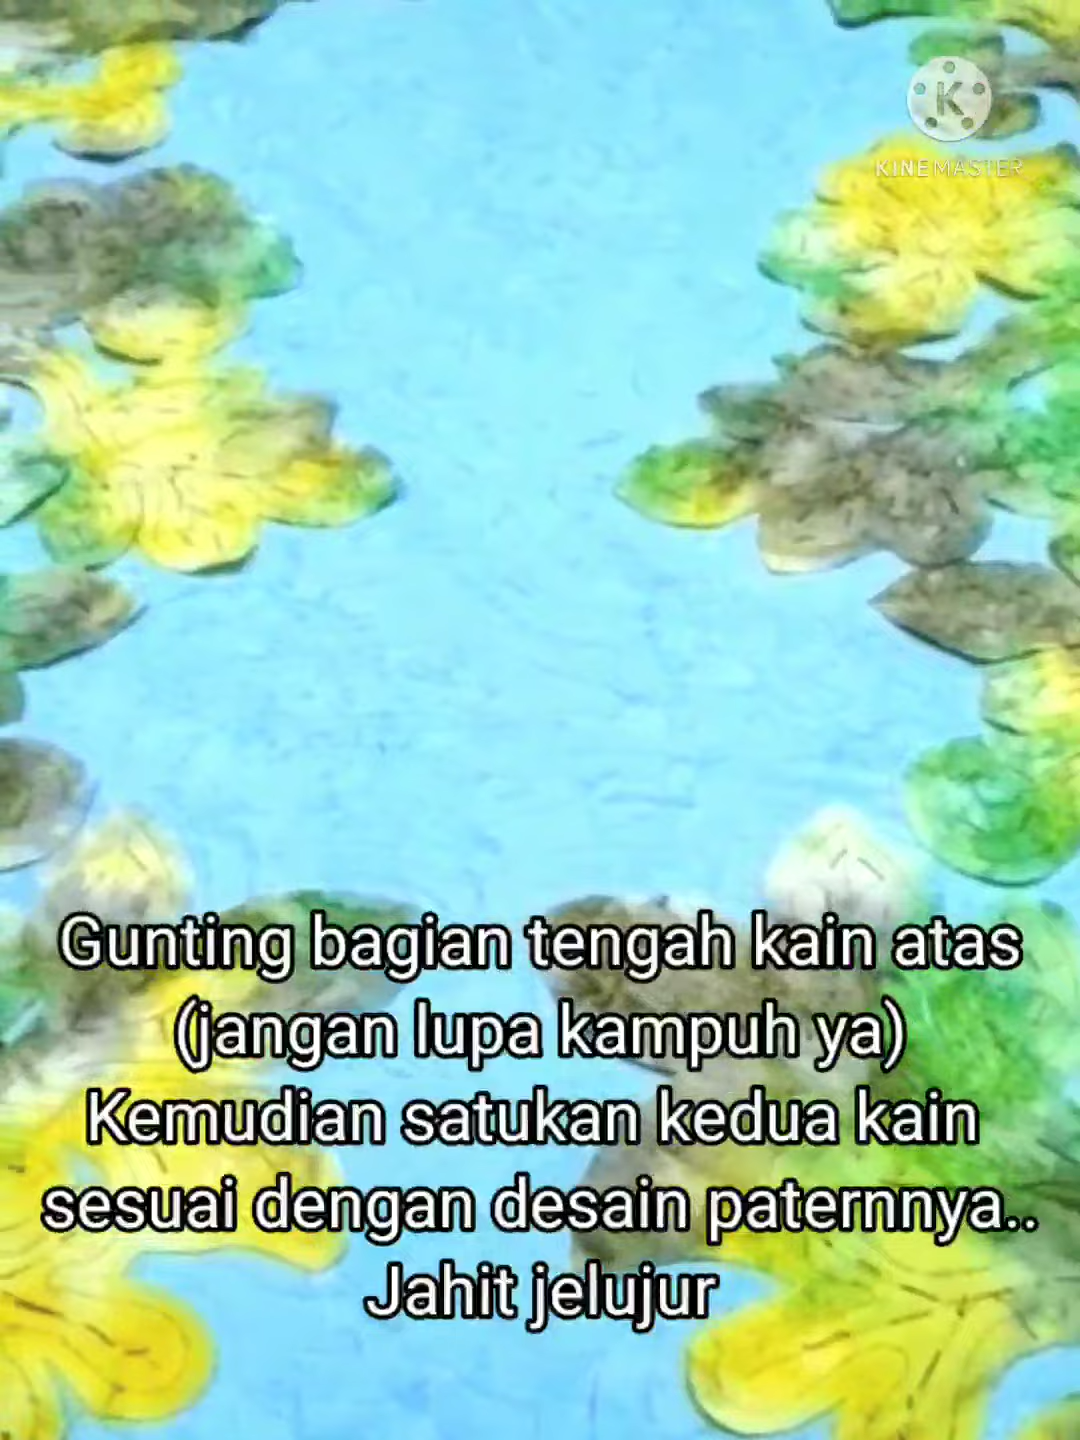 K
KINEMASTER
Gunting bagian tengah kain atas
(jangan lupa kampuh ya)
Kemudian satukan kedua kain
sesuai dengan desain paternnya..
Jahit jelujur